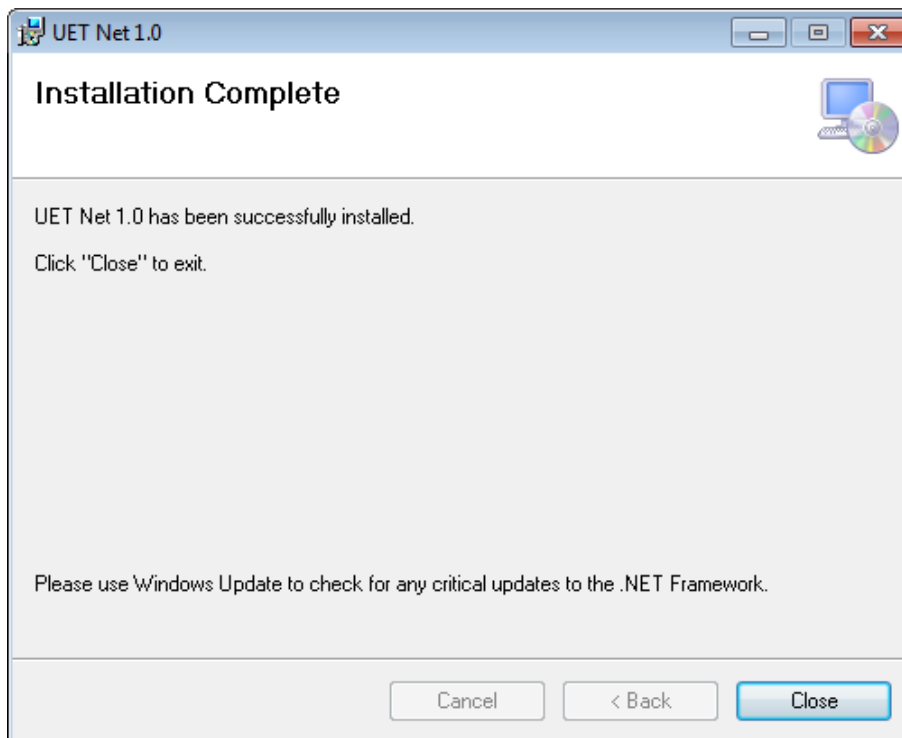 UET Net 1.0
Installation Complete
UET Net 1.0 has been successfully installed.
Click "Close" to exit.
Please use Windows Update to check for any critical updates to the .NET Framework.
Cancel
< Back
Close